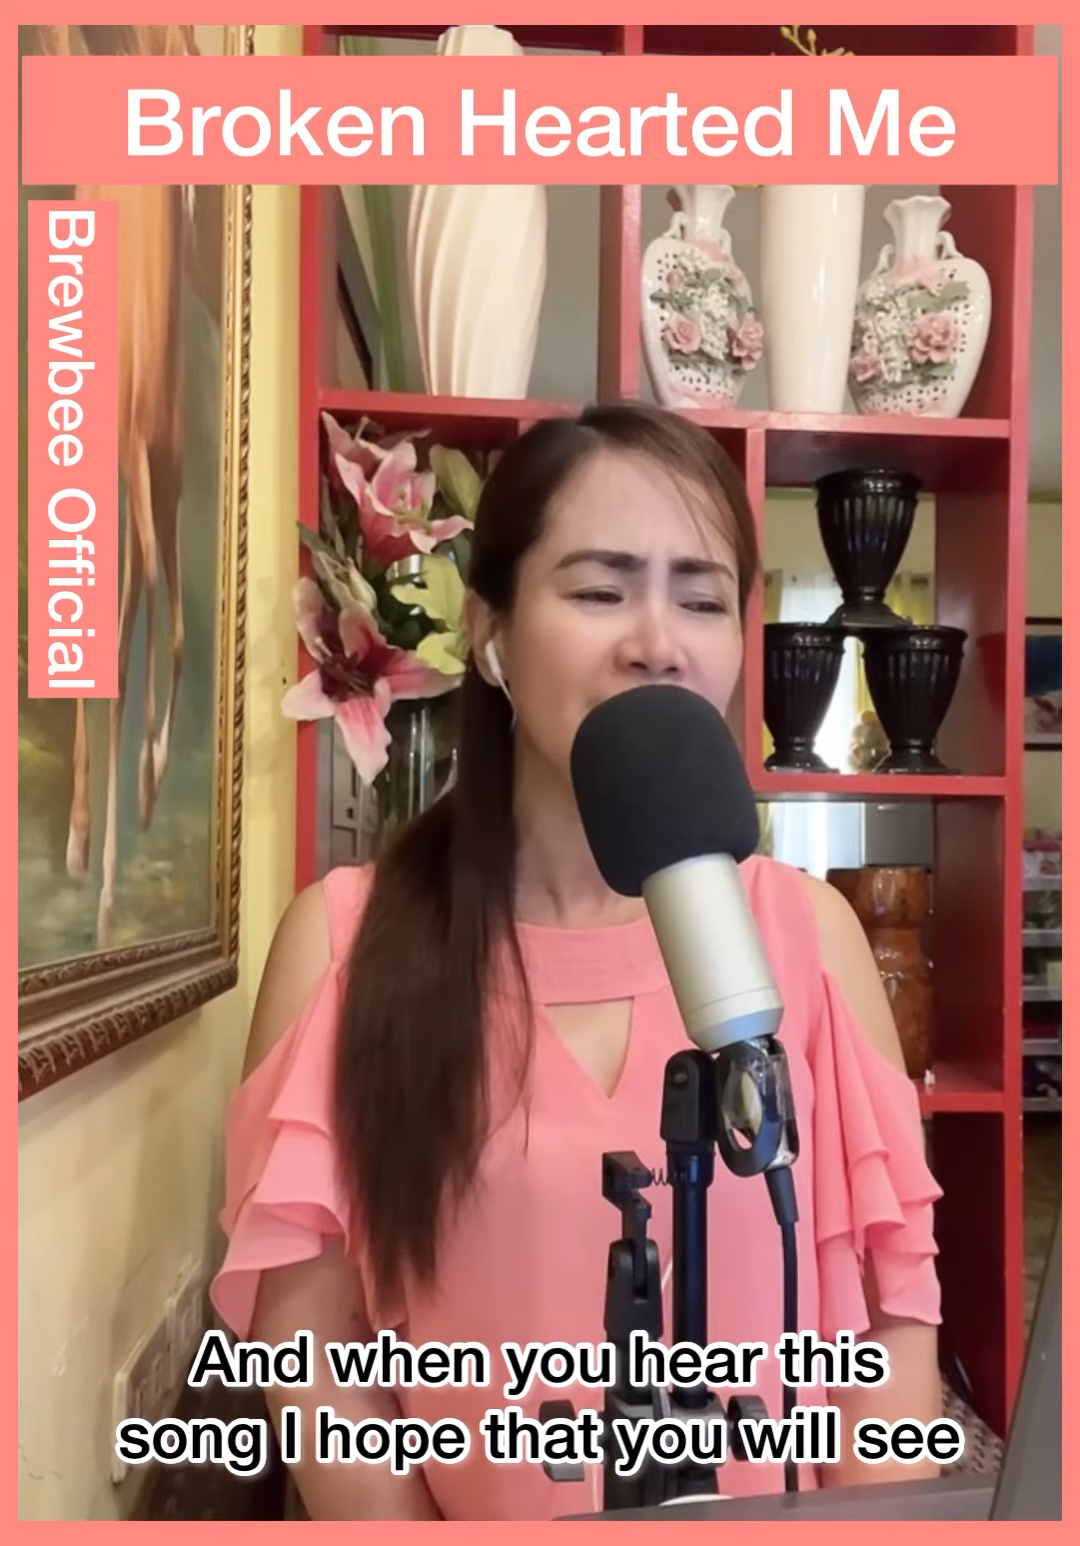 Broken Hearted Me
Brewbee Official
And when you hear this
song I hope that you will see